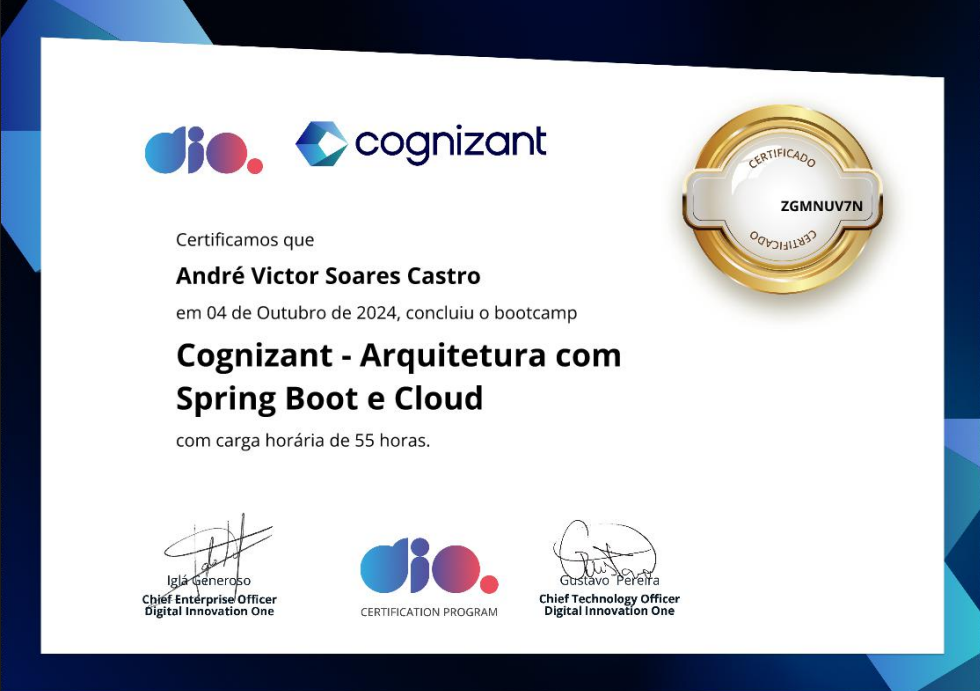 dio.
cognizant
CERTIFICADO
ZGMNUV7N
CERTIFICADO
Certificamos que
André Victor Soares Castro
em 04 de Outubro de 2024, concluiu o bootcamp
Cognizant - Arquitetura com
Spring Boot e Cloud
com carga horária de 55 horas.
Iglá Generoso
Chief Enterprise Officer
Digital Innovation One
dio.
CERTIFICATION PROGRAM
Gustavo
Gustavo Pereira
Chief Technology Officer
Digital Innovation One